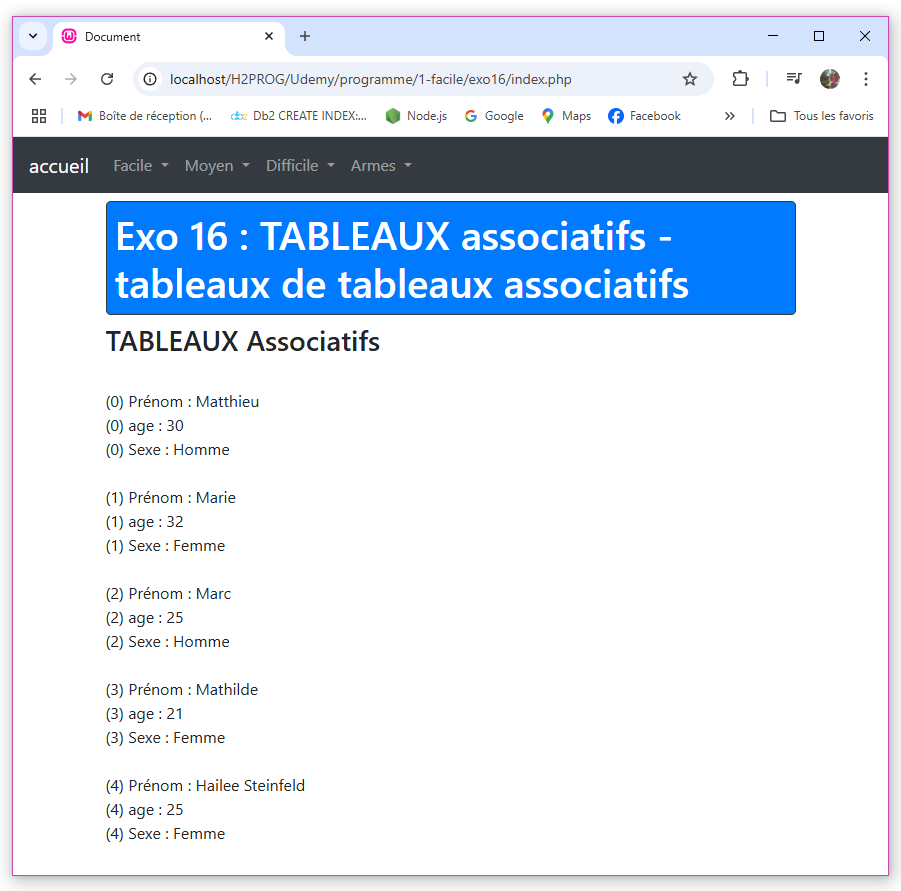 Document
localhost/H2PROG/Udemy/programme/1-facile/exo16/index.php
Boîte de réception (... Db2 CREATE INDEX:... Node.js Google Maps Facebook Tous les favoris
accueil Facile Moyen Difficile Armes
Exo 16 : TABLEAUX associatifs -
tableaux de tableaux associatifs
TABLEAUX Associatifs
(0) Prénom : Matthieu
(0) age : 30
(0) Sexe : Homme
(1) Prénom : Marie
(1) age : 32
(1) Sexe : Femme
(2) Prénom : Marc
(2) age : 25
(2) Sexe : Homme
(3) Prénom : Mathilde
(3) age : 21
(3) Sexe : Femme
(4) Prénom : Hailee Steinfeld
(4) age : 25
(4) Sexe : Femme